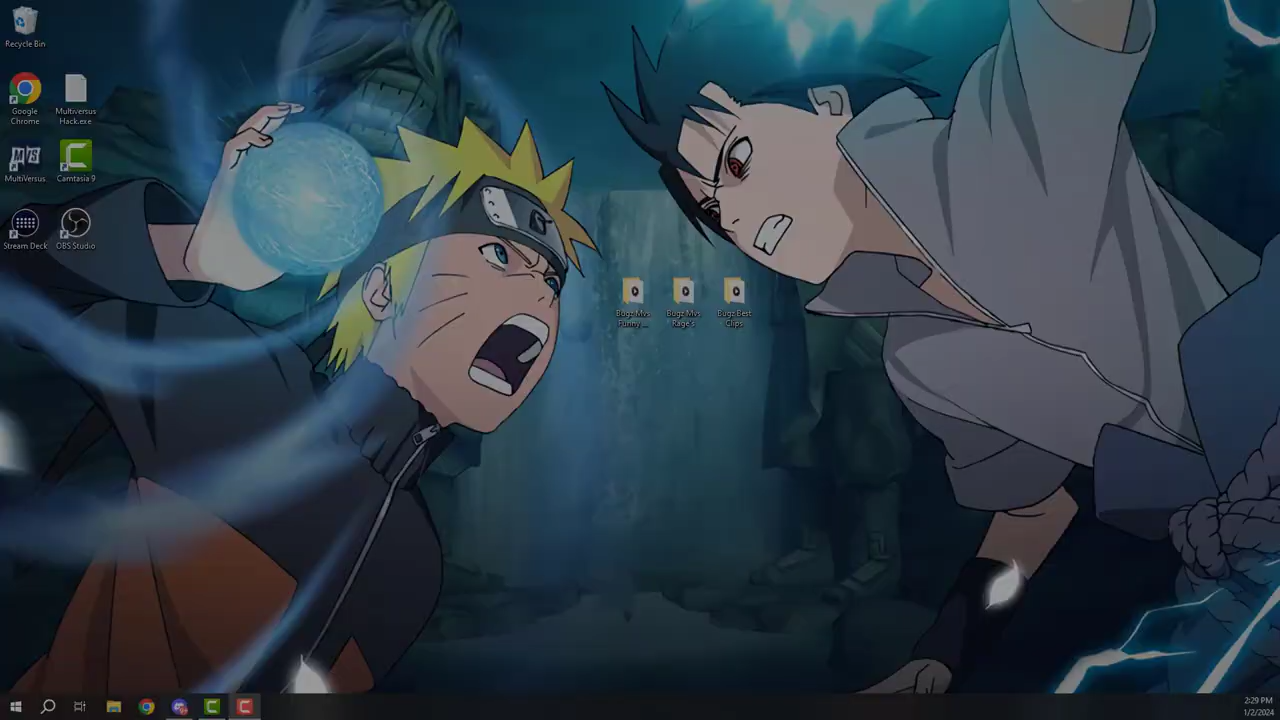 Recycle Bin
Google
Chrome
Multiversus
Hack.exe
MultiVersus
Camtasia 9
Stream Deck
OBS Studio
Bugz Mvs
Funny...
Bugz Mvs
Rage's
Bugz Best
Clips
2:29 PM
1/2/2024